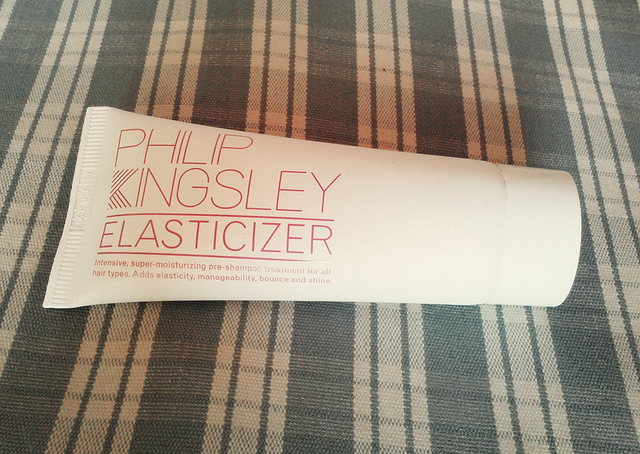 PHILIP
KINGSLEY
ELASTICIZER
Intensive, super-moisturizing pre-shampoo treatment for all
hair types. Adds elasticity, manageability, bounce and shine.